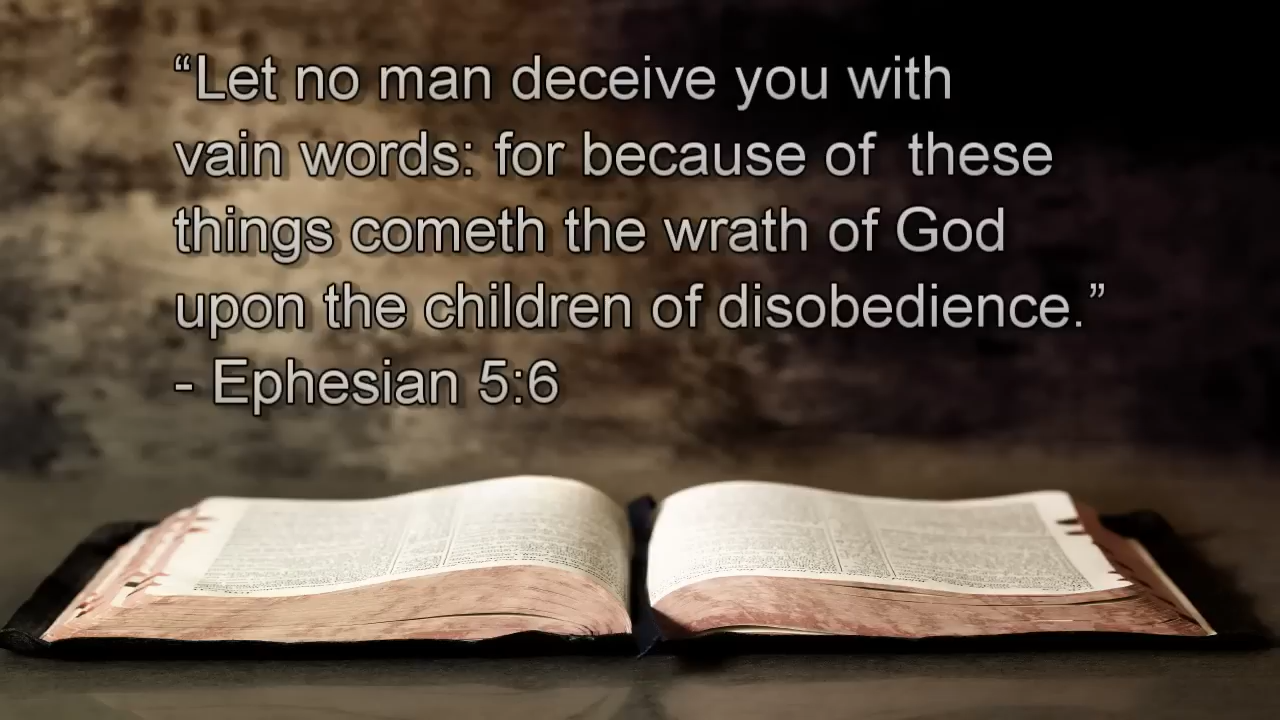 “Let no man deceive you with
vain words: for because of  these
things cometh the wrath of God
upon the children of disobedience.”
- Ephesian 5:6